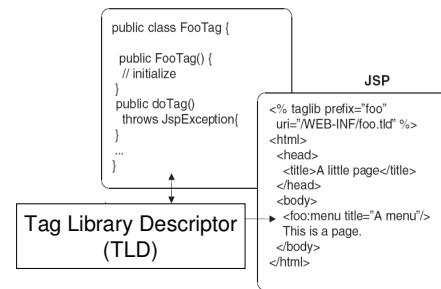 public class FooTag {
public FooTag() {
// initialize
}
public doTag()
throws JspException{
}
...
}
JSP
<% taglib prefix="foo"
uri="/WEB-INF/foo.tld" %>
<html>
<head>
<title>A little page</title>
</head>
<body>
<foo:menu title="A menu"/>
This is a page.
</body>
</html>
Tag Library Descriptor
(TLD)